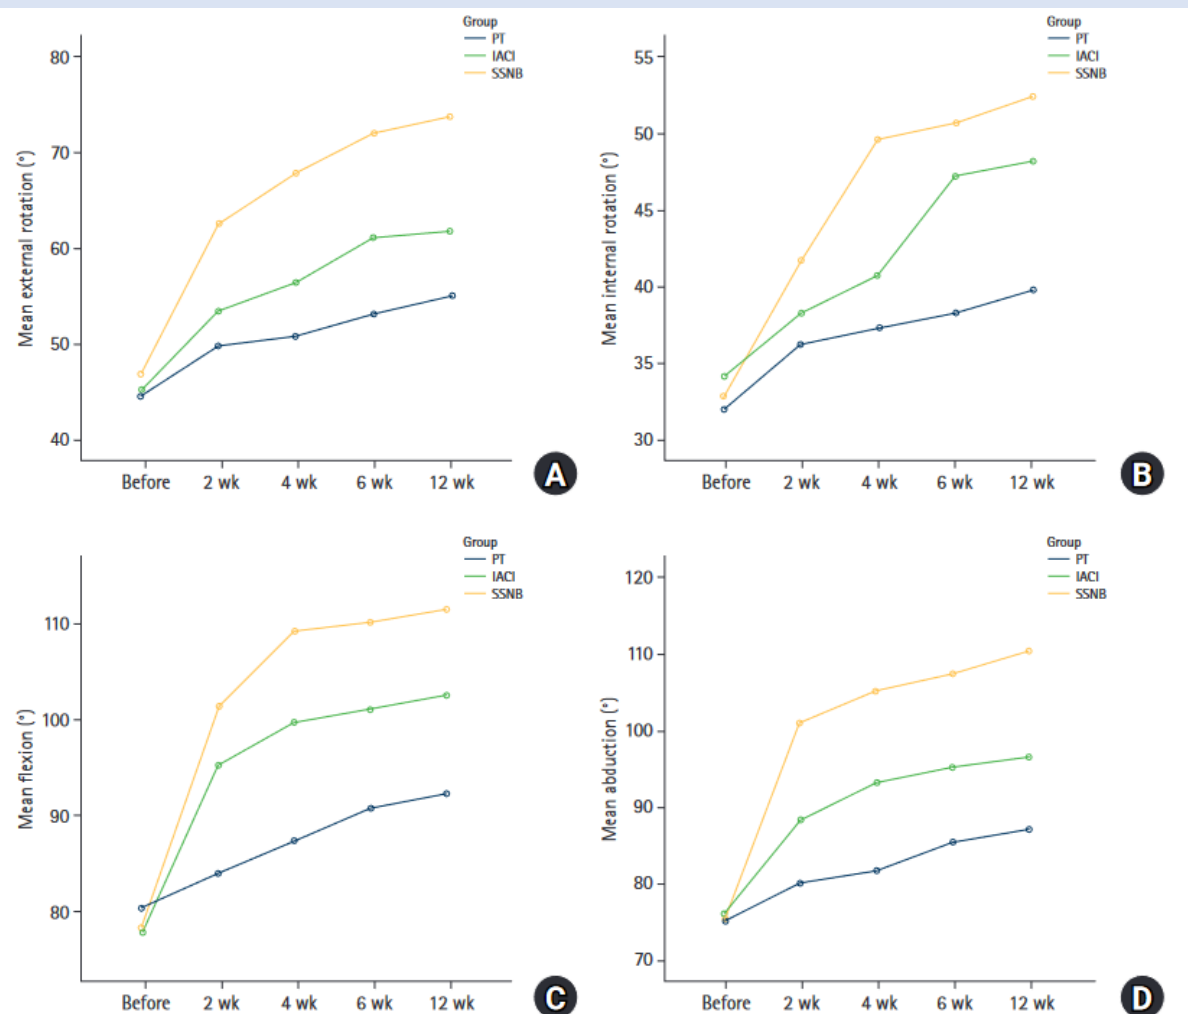 Group
PT
IACI
SSNB
80
70
60
50
40
Mean external rotation (°)
Before 2 wk 4 wk 6 wk 12 wk
A
Group
PT
IACI
SSNB
55
50
45
40
35
30
Mean internal rotation (°)
Before 2 wk 4 wk 6 wk 12 wk
B
Group
PT
IACI
SSNB
110
100
90
80
Mean flexion (°)
Before 2 wk 4 wk 6 wk 12 wk
C
Group
PT
IACI
SSNB
120
110
100
90
80
70
Mean abduction (°)
Before 2 wk 4 wk 6 wk 12 wk
D